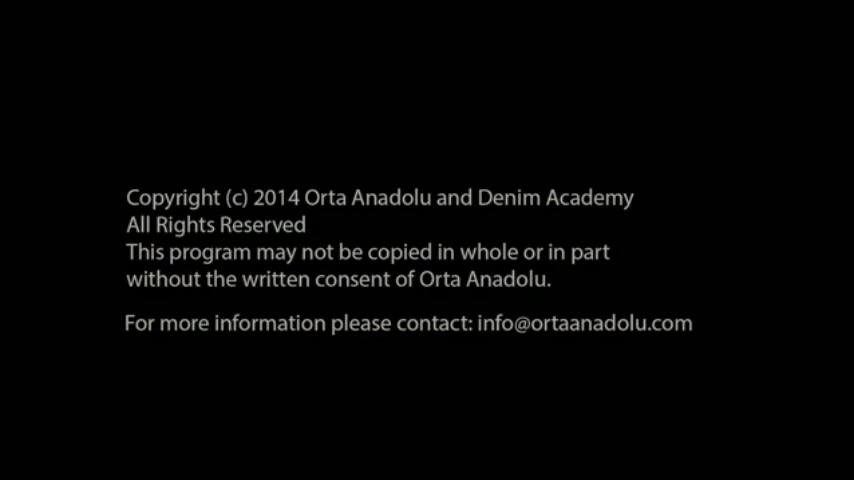 Copyright (c) 2014 Orta Anadolu and Denim Academy
All Rights Reserved
This program may not be copied in whole or in part
without the written consent of Orta Anadolu.
For more information please contact: info@ortaanadolu.com